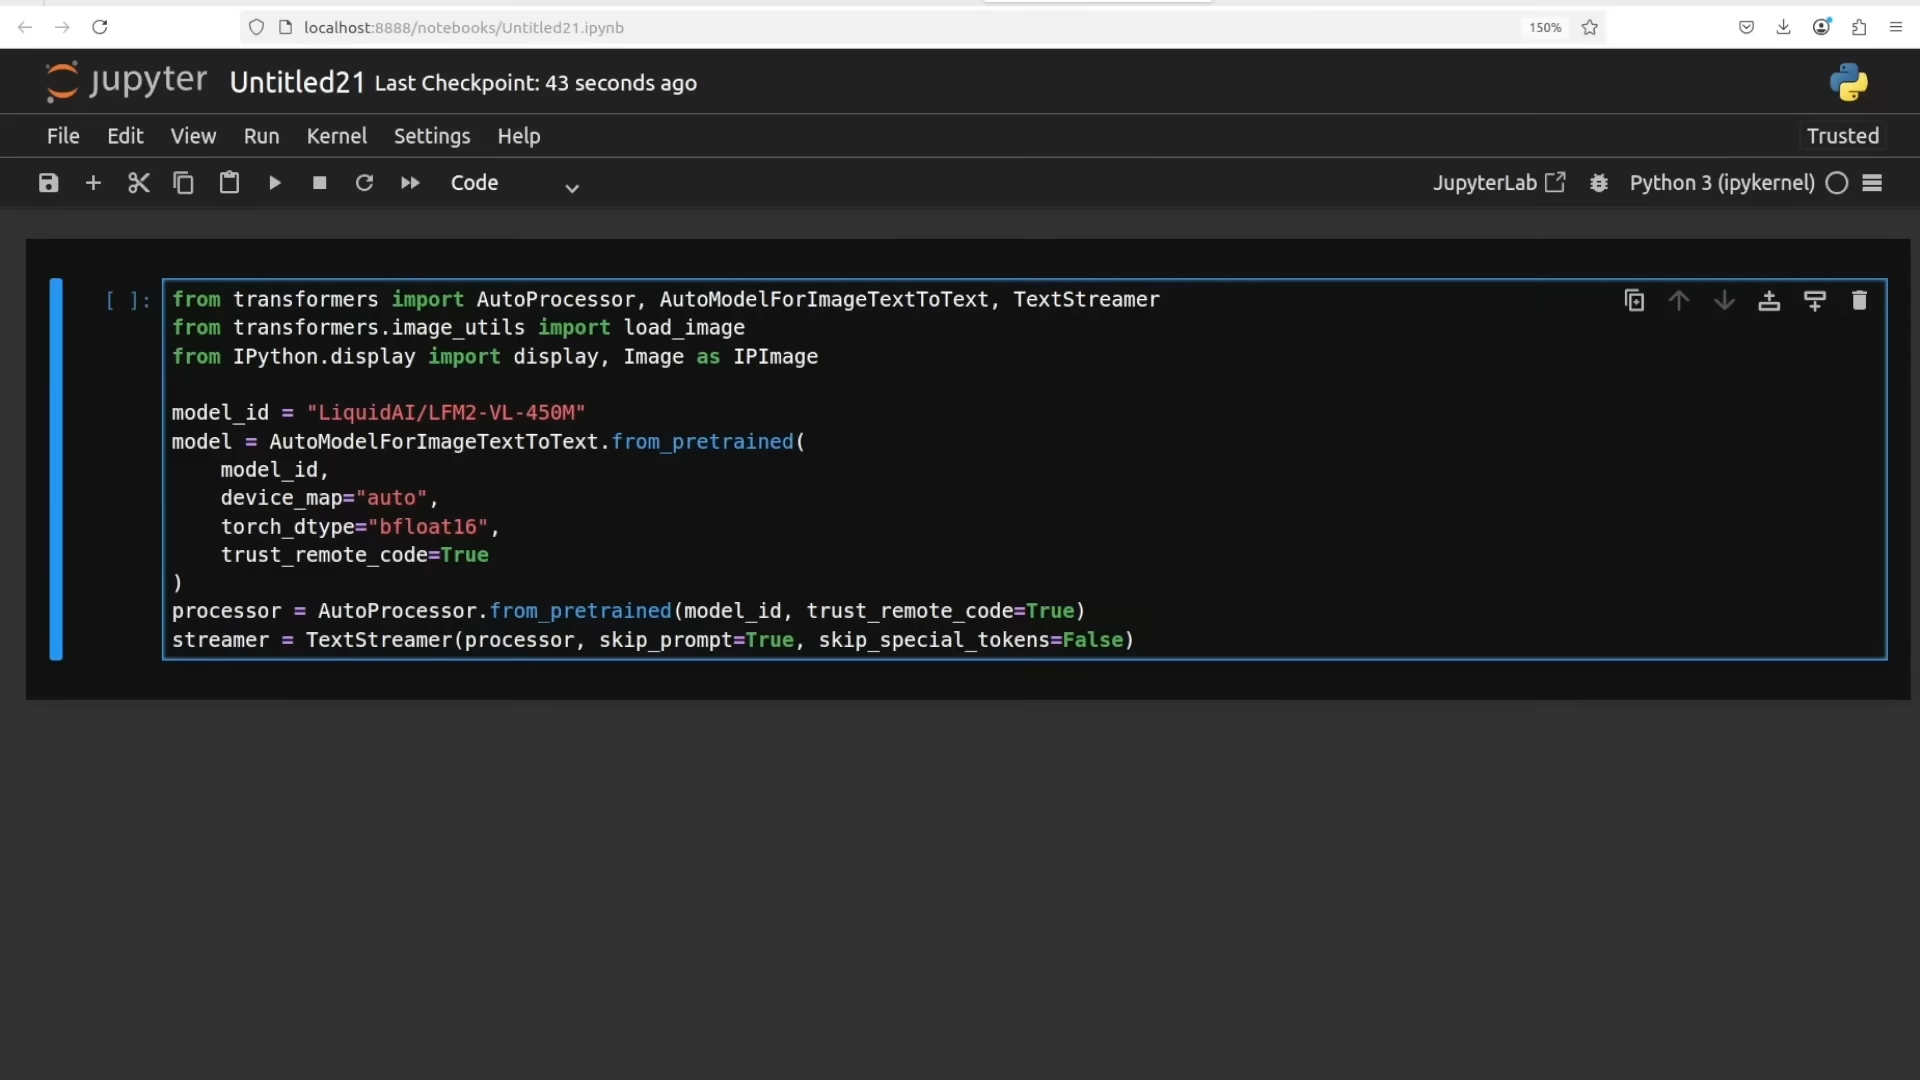 localhost:8888/notebooks/Untitled21.ipynb
150%
jupyter Untitled21 Last Checkpoint: 43 seconds ago
File Edit View Run Kernel Settings Help Trusted
Code JupyterLab Python 3 (ipykernel)
[ ]:
from transformers import AutoProcessor, AutoModelForImageTextToText, TextStreamer
from transformers.image_utils import load_image
from IPython.display import display, Image as IPImage
model_id = "LiquidAI/LFM2-VL-450M"
model = AutoModelForImageTextToText.from_pretrained(
    model_id,
    device_map="auto",
    torch_dtype="bfloat16",
    trust_remote_code=True
)
processor = AutoProcessor.from_pretrained(model_id, trust_remote_code=True)
streamer = TextStreamer(processor, skip_prompt=True, skip_special_tokens=False)